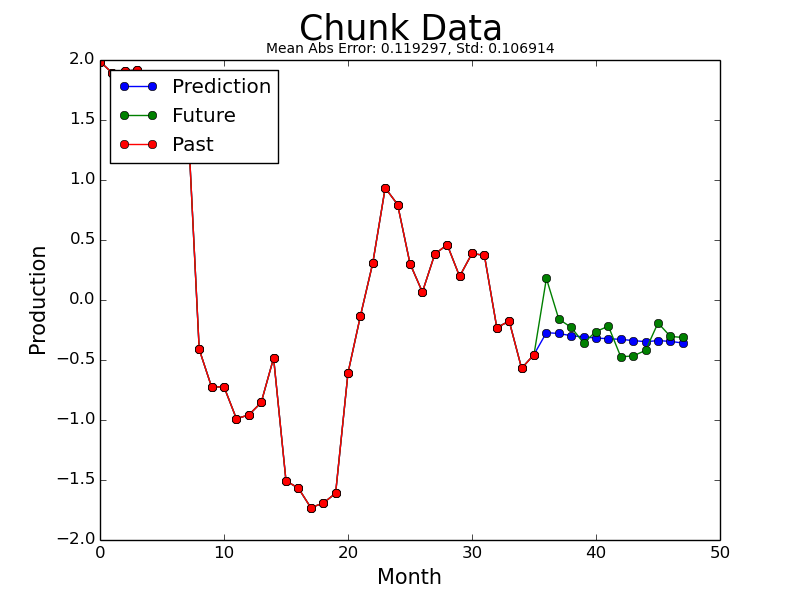 Chunk Data
Mean Abs Error: 0.119297, Std: 0.106914
Prediction
Future
Past
2.0
1.5
1.0
0.5
0.0
−0.5
−1.0
−1.5
−2.0
Production
0 10 20 30 40 50
Month